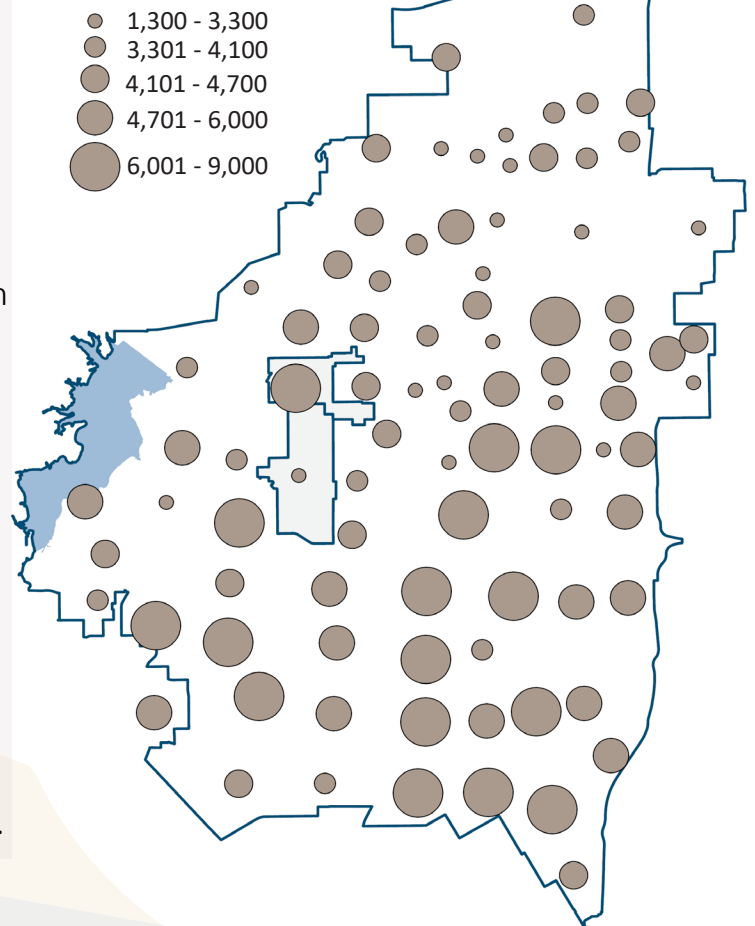 1,300 - 3,300
3,301 - 4,100
4,101 - 4,700
4,701 - 6,000
6,001 - 9,000
n
.